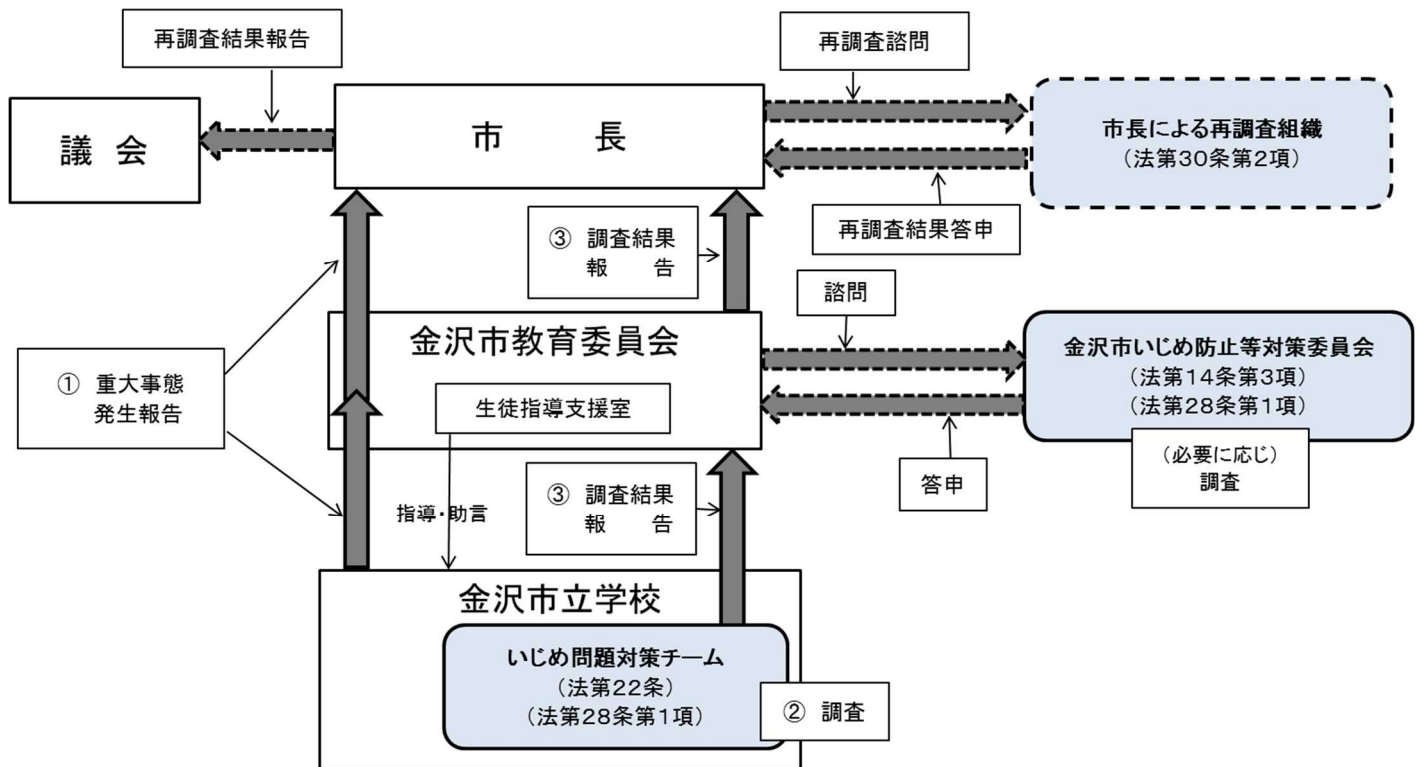 再調査結果報告
再調査諮問
議 会
市 長
市長による再調査組織
(法第30条第2項)
③ 調査結果
報 告
再調査結果答申
諮問
① 重大事態
発生報告
金沢市教育委員会
生徒指導支援室
金沢市いじめ防止等対策委員会
(法第14条第3項)
(法第28条第1項)
(必要に応じ)
調査
答申
指導・助言
③ 調査結果
報 告
金沢市立学校
いじめ問題対策チーム
(法第22条)
(法第28条第1項)
② 調査